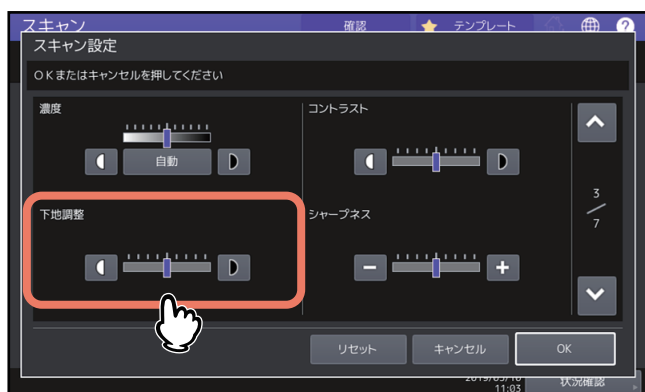 スキャン
確認
テンプレート
スキャン設定
OKまたはキャンセルを押してください
濃度
コントラスト
自動
下地調整
シャープネス
3
7
リセット
キャンセル
OK
11:03
状況確認